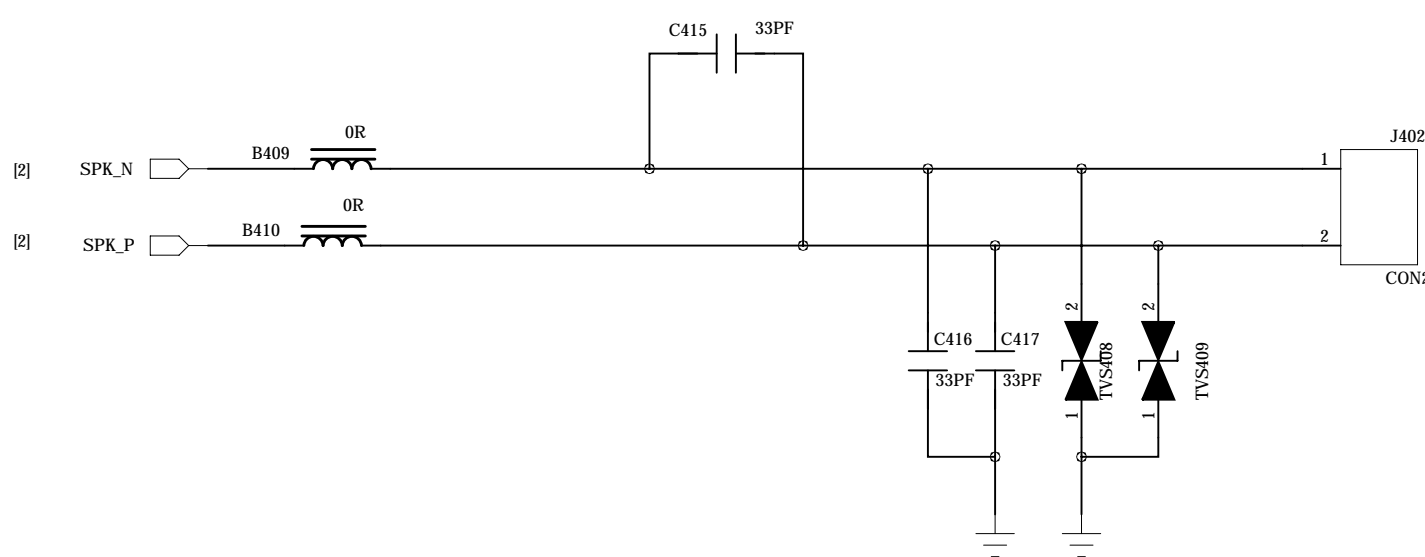 C415 33PF
0R
J402
B409
[2] SPK_N
1
0R
B410
[2] SPK_P
2
CON2
2 2
C416 C417
33PF 33PF
TVS408 TVS409
1 1